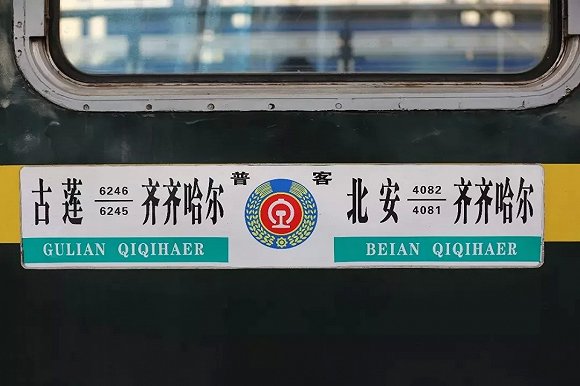 普 客
古莲 6246/6245 齐齐哈尔
GULIAN QIQIHAER
北安 4082/4081 齐齐哈尔
BEIAN QIQIHAER